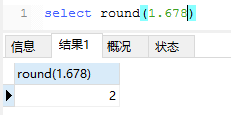 1 select round(1.678)
信息 结果1 概况 状态
round(1.678)
2